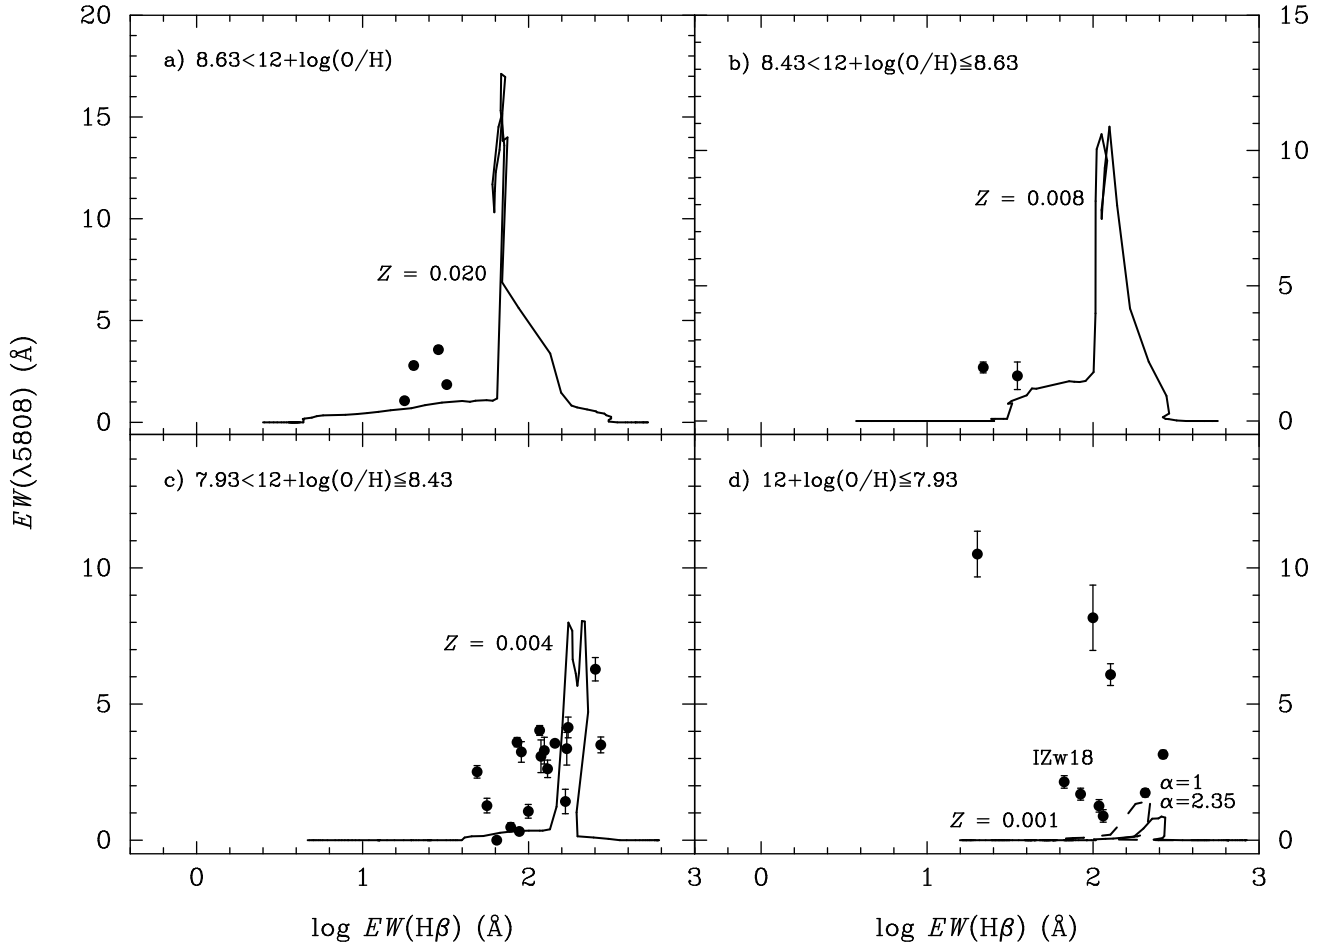 20
15
10
5
0
a) 8.63<12+log(O/H)
Z = 0.020
15
10
5
0
b) 8.43<12+log(O/H)≦8.63
Z = 0.008
EW(λ5808) (Å)
10
5
0
c) 7.93<12+log(O/H)≦8.43
Z = 0.004
10
5
0
d) 12+log(O/H)≦7.93
IZw18
α=1
α=2.35
Z = 0.001
0 1 2 3
0 1 2 3
log EW(Hβ) (Å)
log EW(Hβ) (Å)